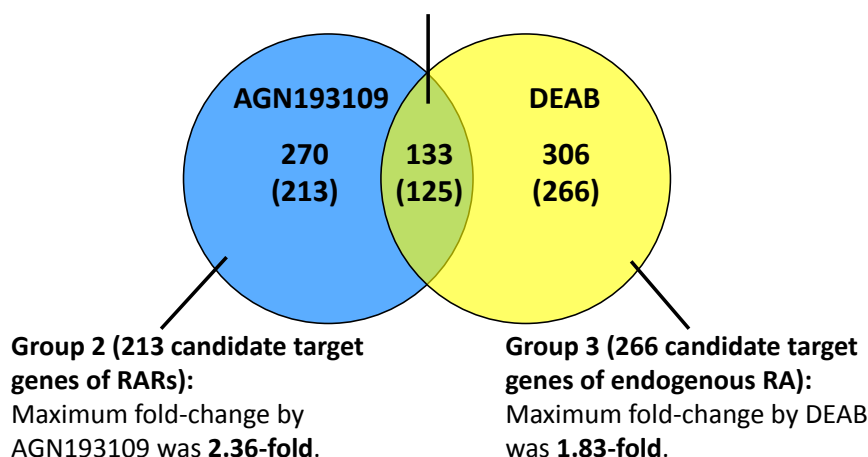 AGN193109 DEAB
270 133 306
(213) (125) (266)
Group 2 (213 candidate target
genes of RARs):
Maximum fold-change by
AGN193109 was 2.36-fold.
Group 3 (266 candidate target
genes of endogenous RA):
Maximum fold-change by DEAB
was 1.83-fold.